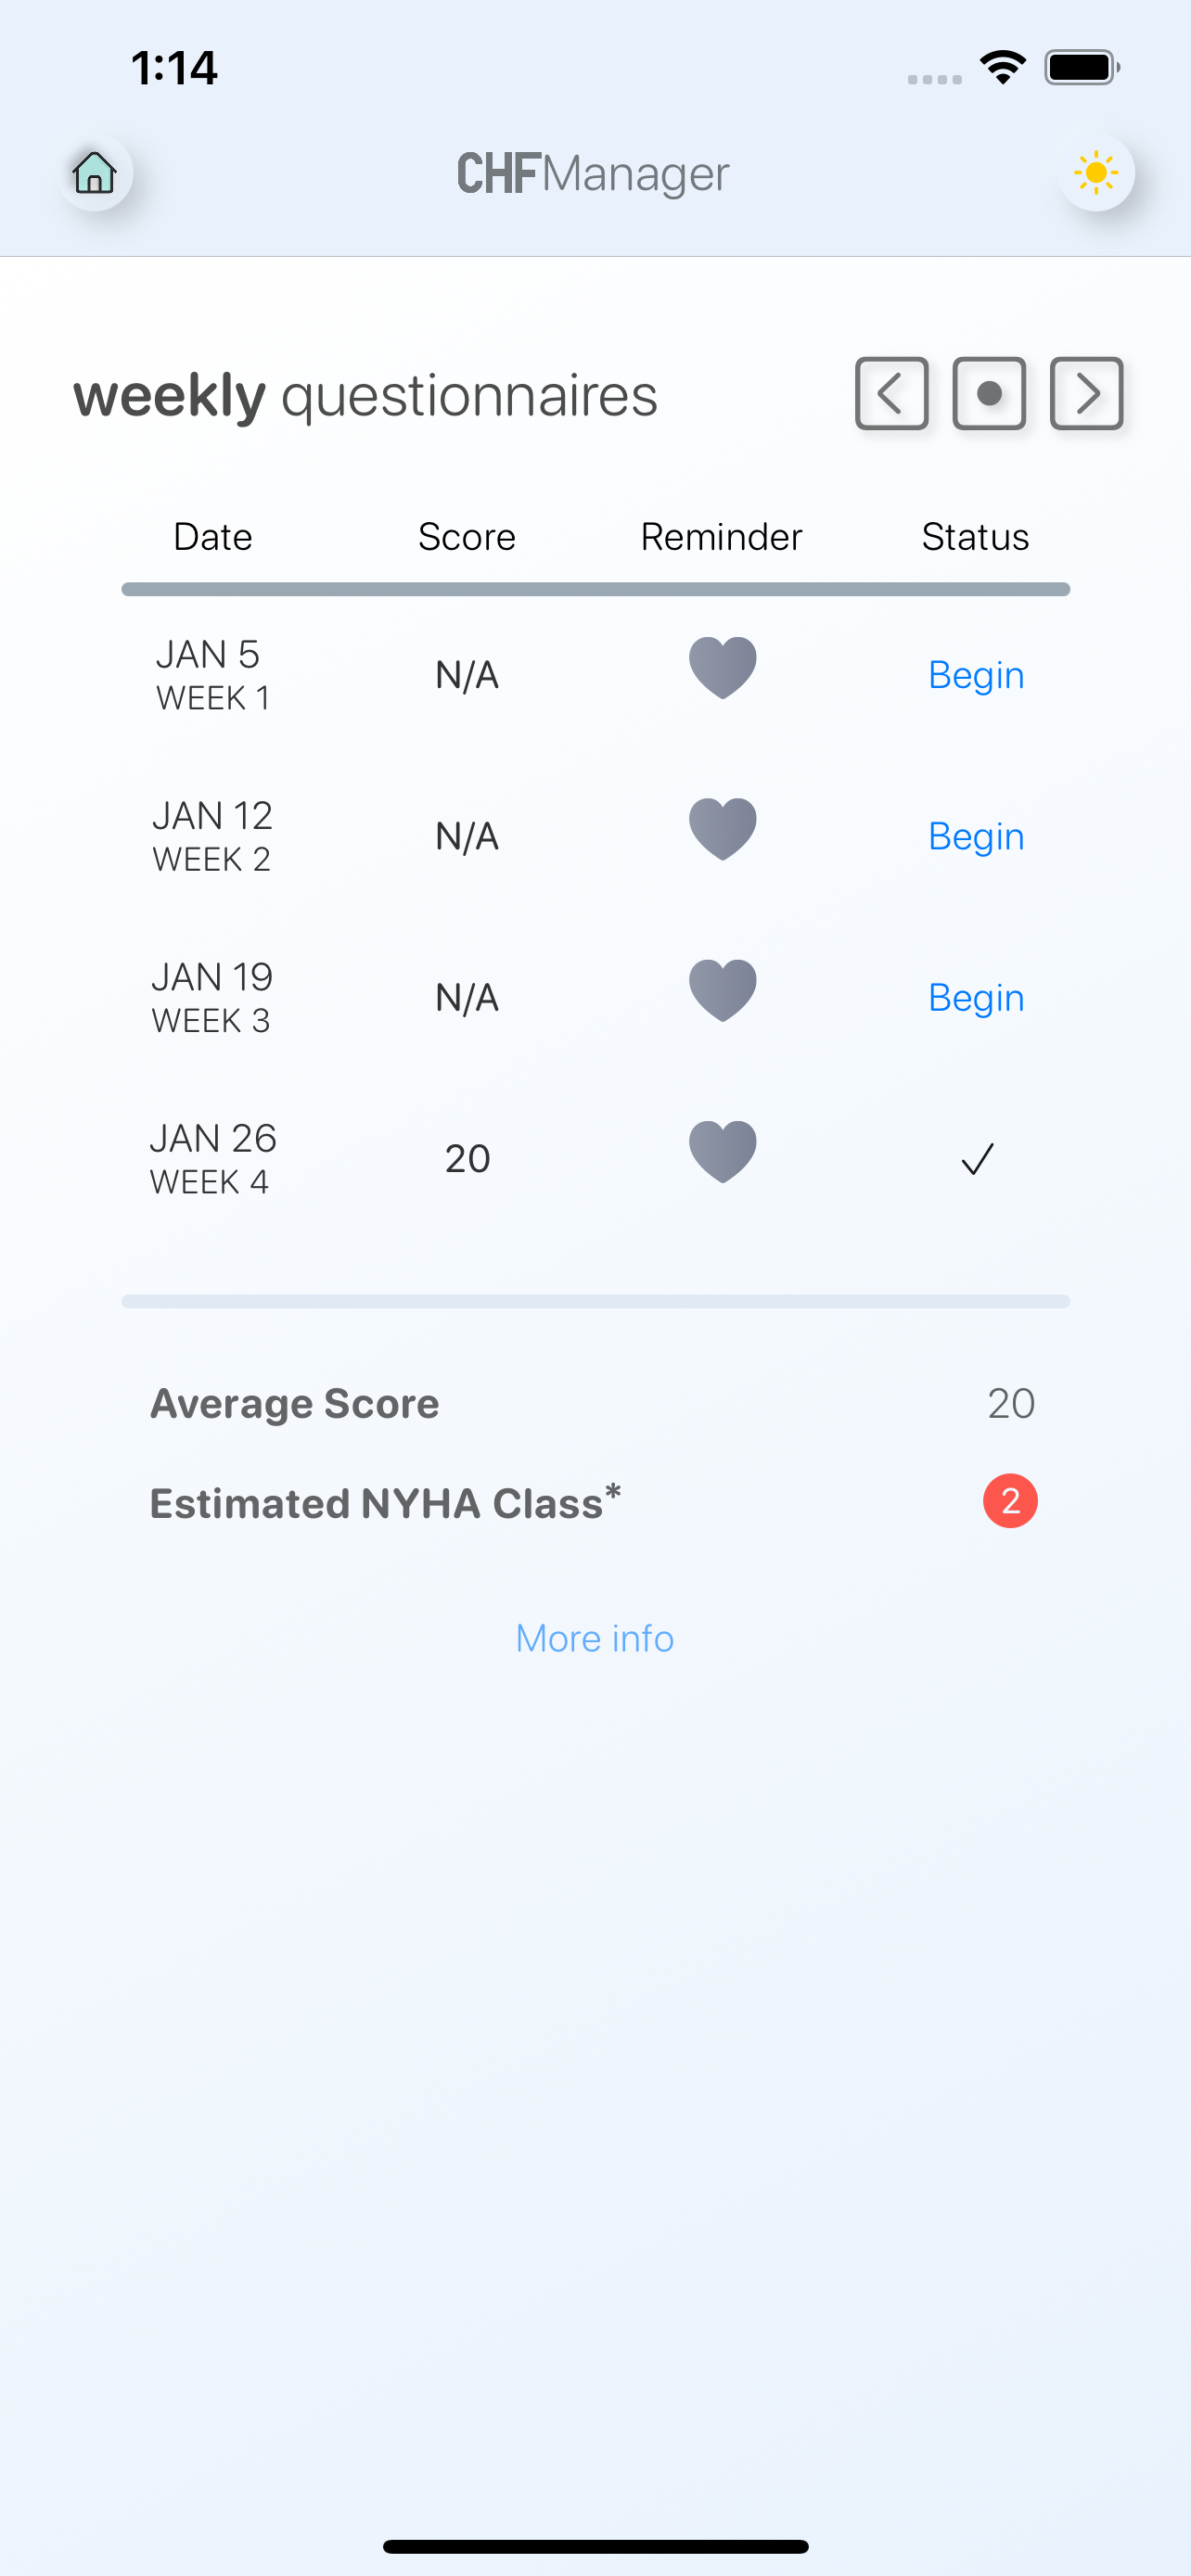 1:14
CHFManager
weekly questionnaires
Date Score Reminder Status
JAN 5
WEEK 1
N/A Begin
JAN 12
WEEK 2
N/A Begin
JAN 19
WEEK 3
N/A Begin
JAN 26
WEEK 4
20
Average Score 20
Estimated NYHA Class* 2
More info